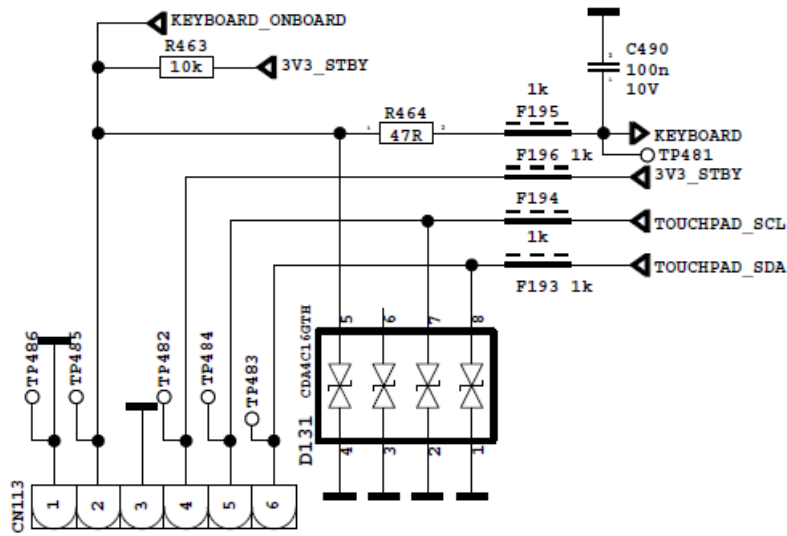 KEYBOARD_ONBOARD
R463
10k
3V3_STBY
C490
100n
10V
1k
F195
R464
1 47R 2
KEYBOARD
TP481
F196 1k
3V3_STBY
F194
TOUCHPAD_SCL
1k
TOUCHPAD_SDA
F193 1k
5 6 7 8
CDA4C16GTH
D131
4 3 2 1
TP486
TP485
TP482
TP484
TP483
CN113
1 2 3 4 5 6